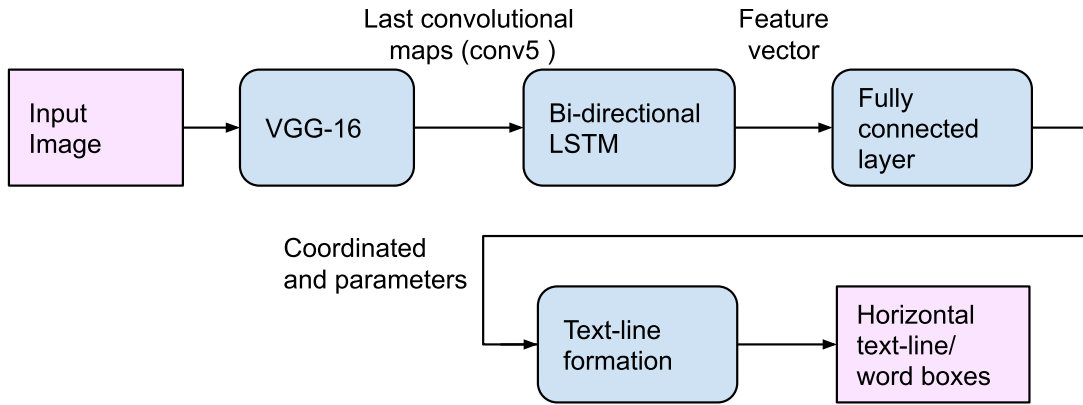 Last convolutional
maps (conv5 )
Feature
vector
Input
Image
VGG-16
Bi-directional
LSTM
Fully
connected
layer
Coordinated
and parameters
Text-line
formation
Horizontal
text-line/
word boxes